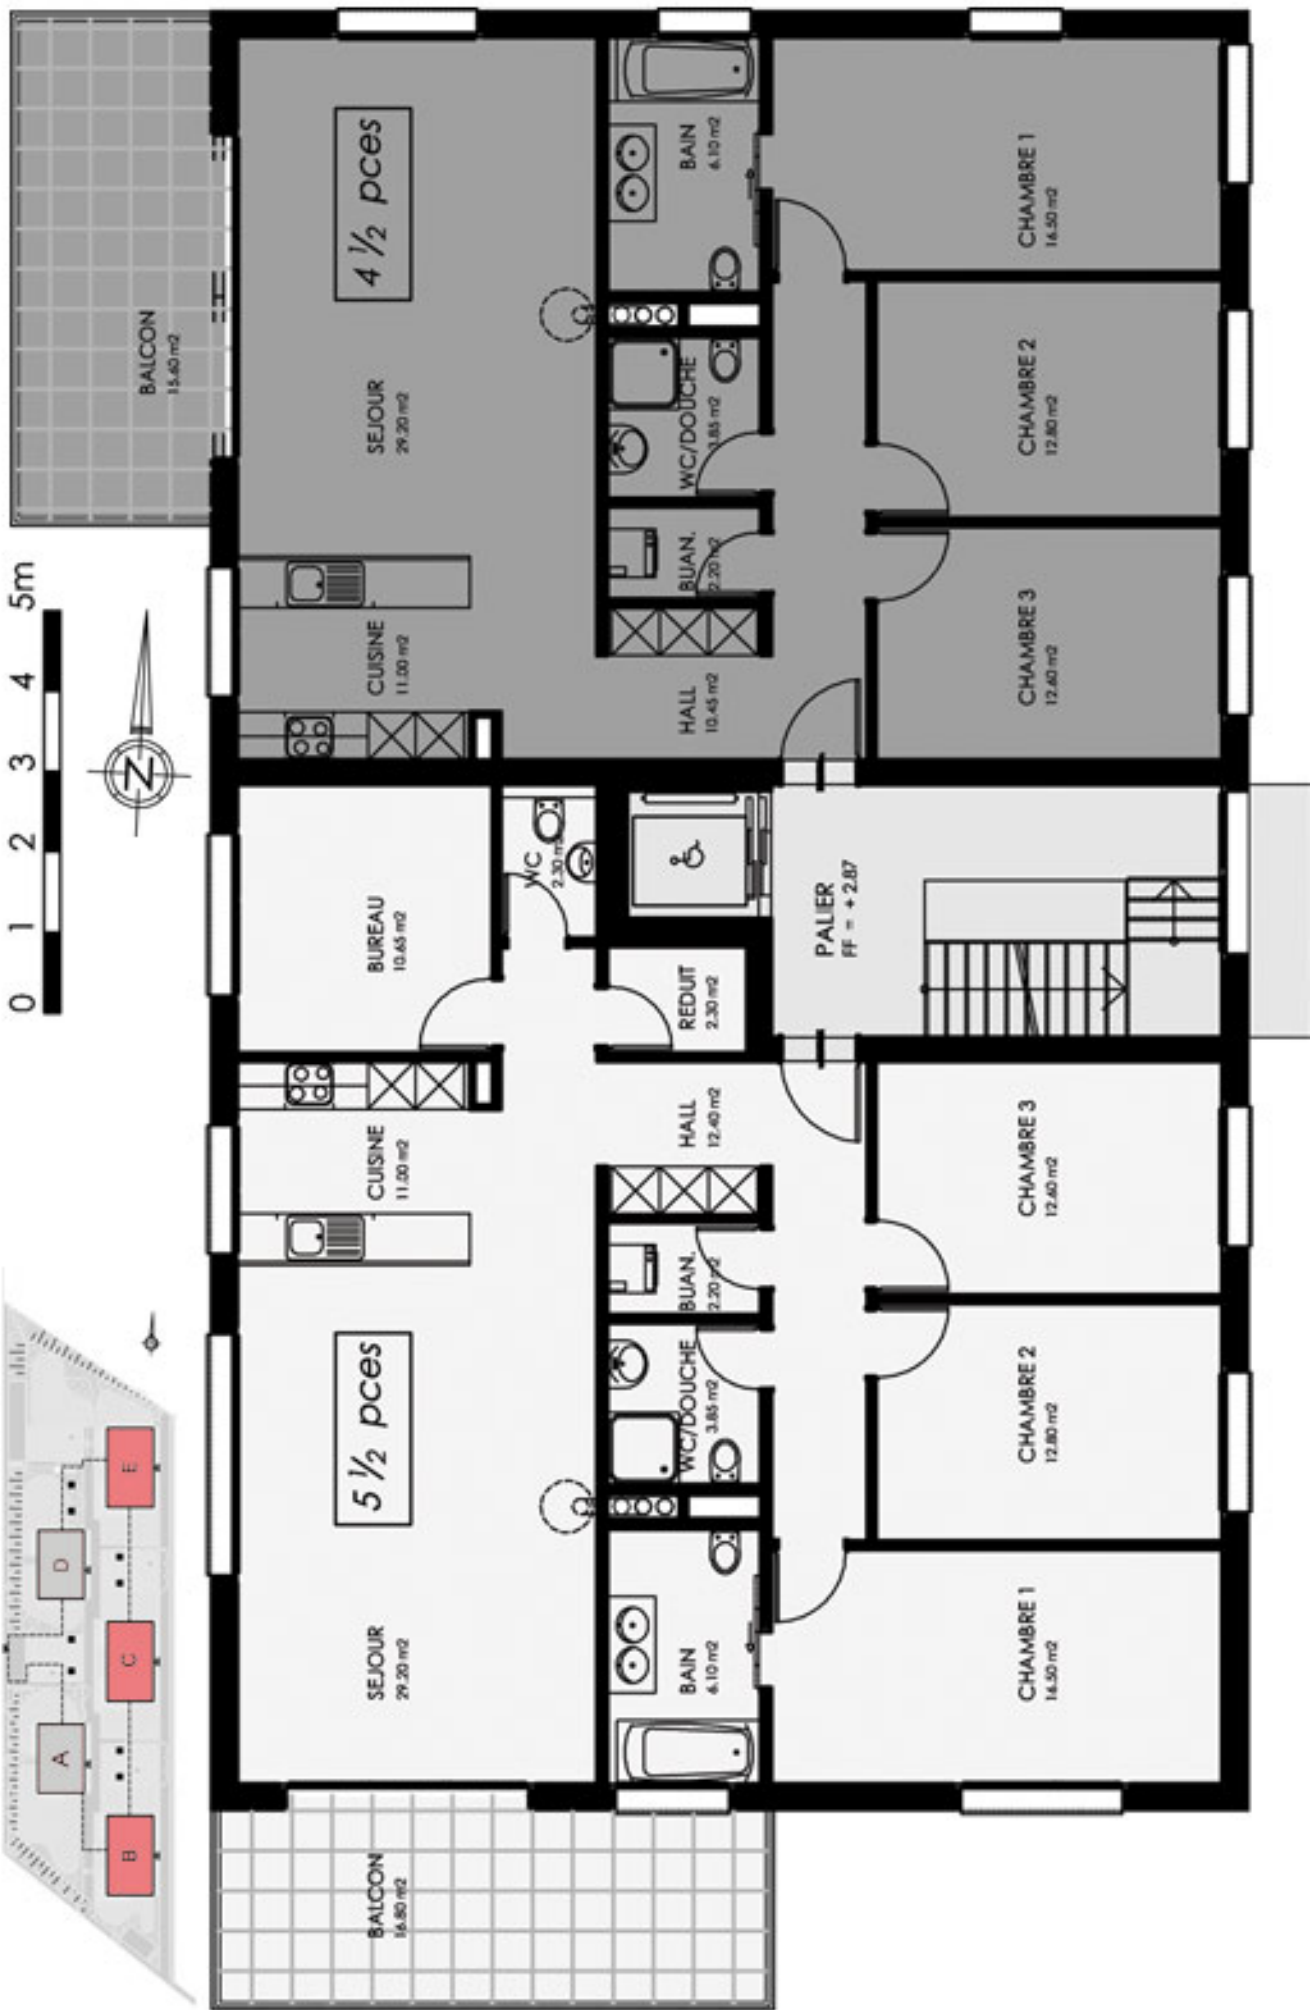 BALCON
15.60 m2
4 ½ pces
SEJOUR
29.20 m2
BAIN
6.10 m2
CHAMBRE 1
16.50 m2
WC/DOUCHE
3.85 m2
CHAMBRE 2
12.80 m2
BUAN.
2.20 m2
CUISINE
11.00 m2
HALL
10.45 m2
CHAMBRE 3
12.60 m2
0 1 2 3 4 5m
N
BUREAU
10.65 m2
WC
2.30 m2
REDUIT
2.30 m2
PALIER
FF = +2.87
CUISINE
11.00 m2
HALL
12.40 m2
CHAMBRE 3
12.60 m2
BUAN.
2.20 m2
5 ½ pces
WC/DOUCHE
3.85 m2
CHAMBRE 2
12.80 m2
SEJOUR
29.20 m2
BAIN
6.10 m2
CHAMBRE 1
16.50 m2
BALCON
16.80 m2
A
D
B
C
E